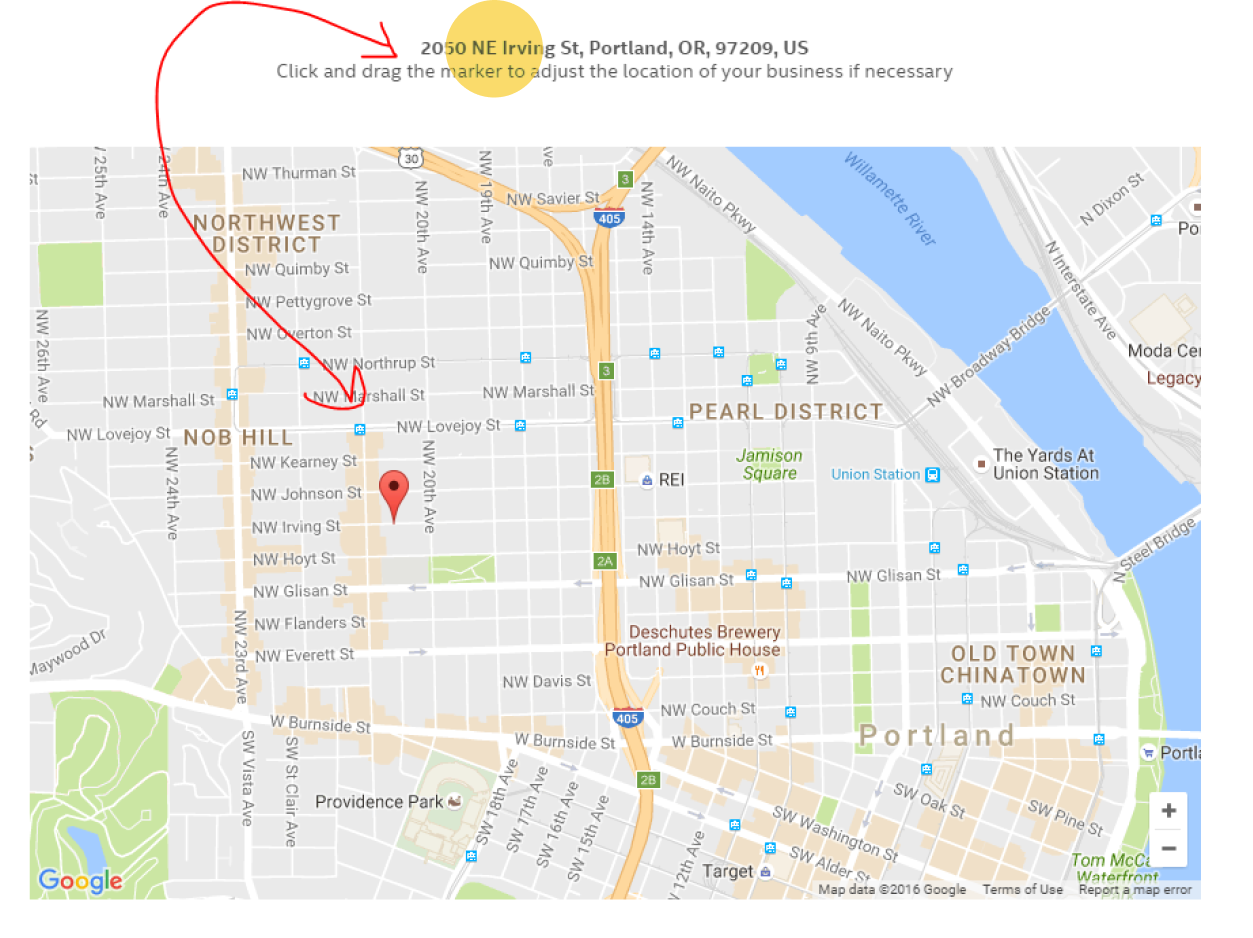 2050 NE Irving St, Portland, OR, 97209, US
Click and drag the marker to adjust the location of your business if necessary
30
NW Thurman St
25th Ave
24th Ave
NW 20th Ave
NW 19th Ave
Ave
NW Savier St
3
405
NW 14th Ave
NW Naito Pkwy
Willamette River
N Dixon St
NORTHWEST
DISTRICT
NW Quimby St
NW Quimby St
N Interstate Ave
NW Pettygrove St
NW Overton St
NW 26th Ave
NW 9th Ave
NW Naito Pkwy
NW Broadway Bridge
Moda Cen
Legacy
NW Northrup St
3
NW Marshall St
NW Marshall St
NW Marshall St
PEARL DISTRICT
Rd
NW Lovejoy St
NOB HILL
NW Lovejoy St
NW 24th Ave
NW Kearney St
NW 20th Ave
Jamison
Square
Union Station
The Yards At
Union Station
NW Johnson St
2B
REI
NW Irving St
N Steel Bridge
NW Hoyt St
2A
NW Hoyt St
NW Glisan St
NW Glisan St
NW Glisan St
NW Flanders St
NW 23rd Ave
Maywood Dr
NW Everett St
Deschutes Brewery
Portland Public House
OLD TOWN
CHINATOWN
NW Davis St
NW Couch St
NW Couch St
405
W Burnside St
W Burnside St
W Burnside St
Portland
Portla
SW Vista Ave
SW St Clair Ave
2B
Providence Park
SW 18th Ave
SW 17th Ave
SW 16th Ave
SW 15th Ave
SW Oak St
SW Pine St
SW Washington St
SW Alder St
12th Ave
Target
Tom McCa
Waterfront
+
−
Google
Map data ©2016 Google
Terms of Use
Report a map error